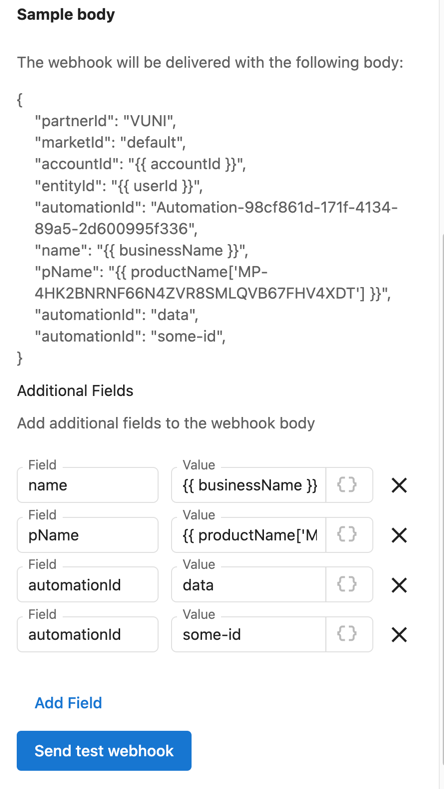 Sample body
The webhook will be delivered with the following body:
{
"partnerId": "VUNI",
"marketId": "default",
"accountId": "{{ accountId }}",
"entityId": "{{ userId }}",
"automationId": "Automation-98cf861d-171f-4134-
89a5-2d600995f336",
"name": "{{ businessName }}",
"pName": "{{ productName['MP-
4HK2BNRNF66N4ZVR8SMLQVB67FHV4XDT'] }}",
"automationId": "data",
"automationId": "some-id",
}
Additional Fields
Add additional fields to the webhook body
Field Value
name {{ businessName }} {}
Field Value
pName {{ productName['M {}
Field Value
automationId data {}
Field Value
automationId some-id {}
Add Field
Send test webhook